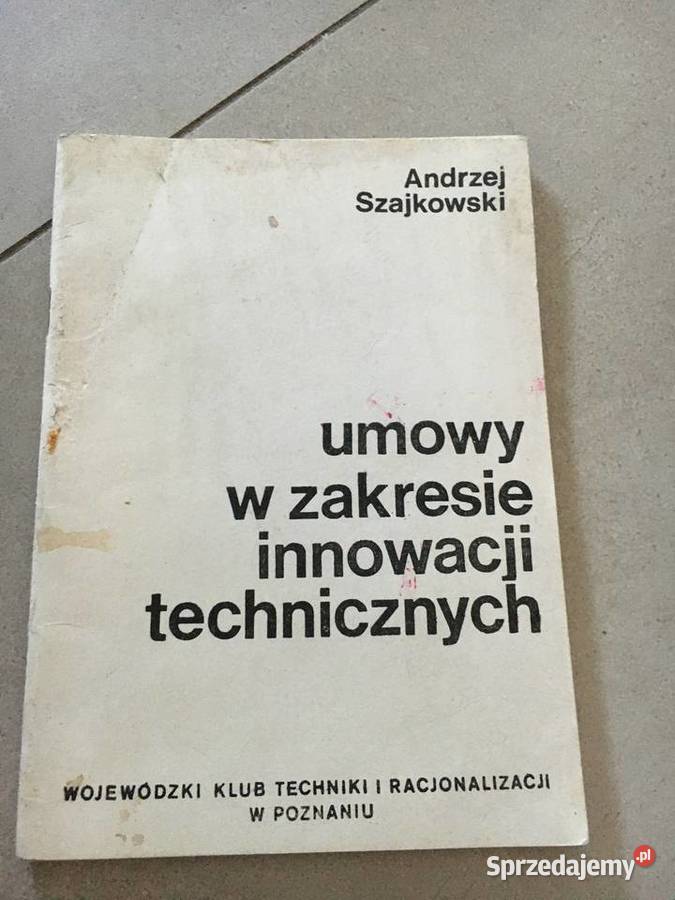 Andrzej
Szajkowski
umowy
w zakresie
innowacji
technicznych
WOJEWÓDZKI KLUB TECHNIKI I RACJONALIZACJI
W POZNANIU
Sprzedajemy.pl